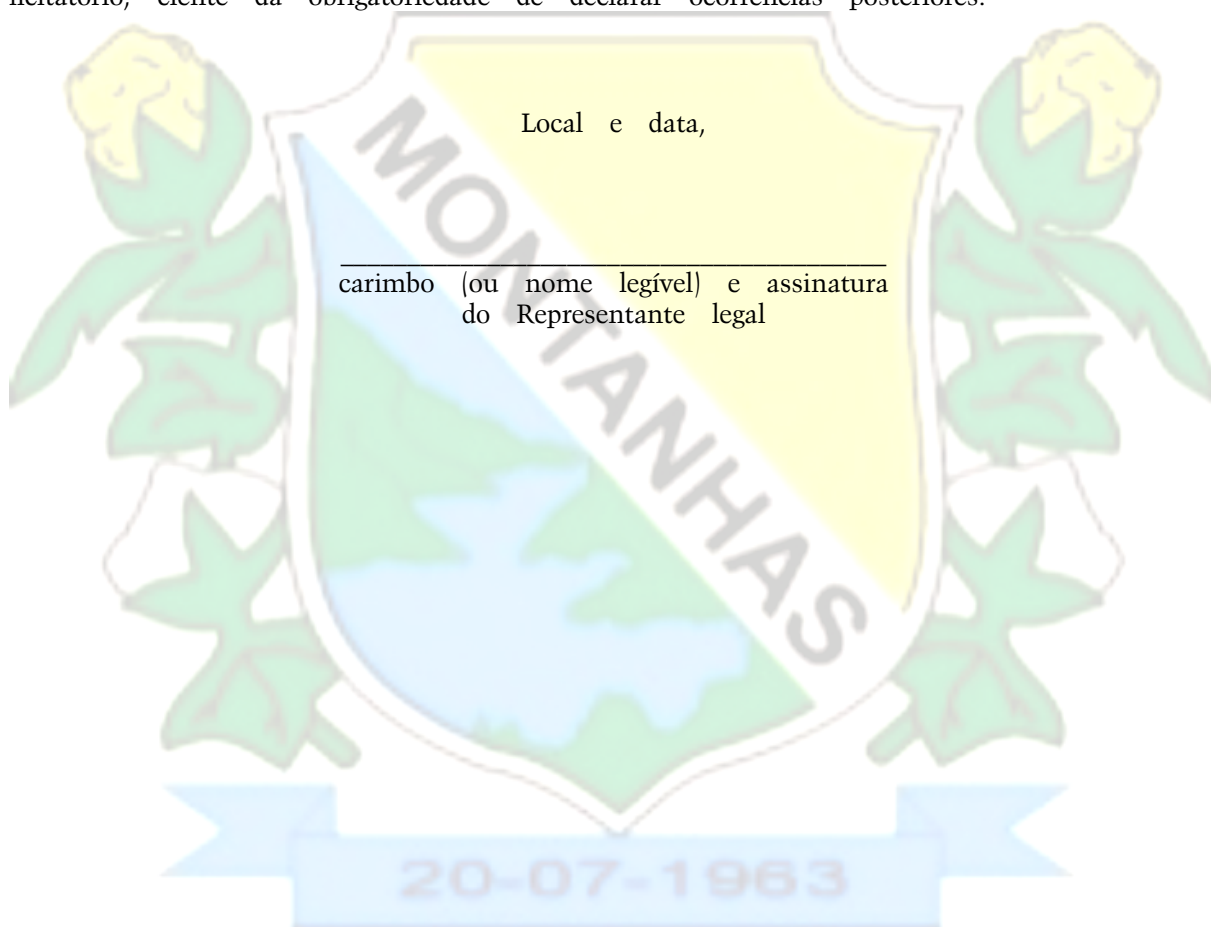 licitatório, ciente da obrigatoriedade de declarar ocorrências posteriores.
Local e data,
carimbo (ou nome legível) e assinatura
do Representante legal
MONTANHAS
20-07-1963